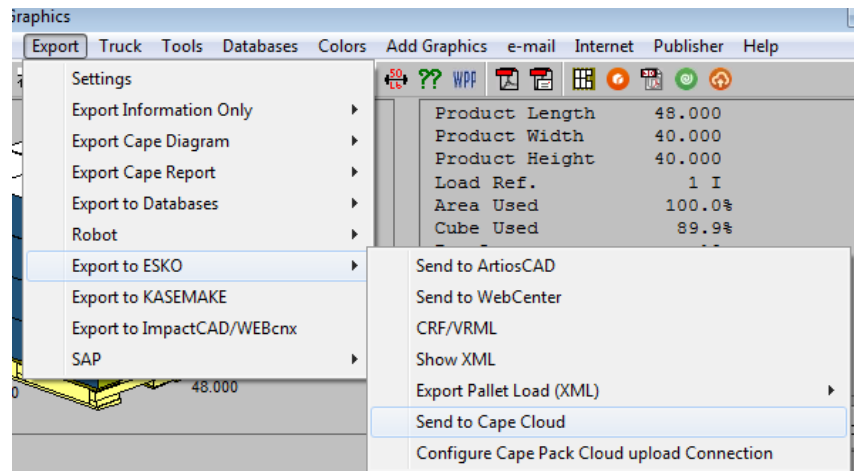 Graphics
Export Truck Tools Databases Colors Add Graphics e-mail Internet Publisher Help
50 L6 ?? WPP
Settings
Export Information Only
Export Cape Diagram
Export Cape Report
Export to Databases
Robot
Export to ESKO
Export to KASEMAKE
Export to ImpactCAD/WEBcnx
SAP
Product Length 48.000
Product Width 40.000
Product Height 40.000
Load Ref. 1 I
Area Used 100.0%
Cube Used 89.9%
Send to ArtiosCAD
Send to WebCenter
CRF/VRML
Show XML
Export Pallet Load (XML)
Send to Cape Cloud
Configure Cape Pack Cloud upload Connection
48.000